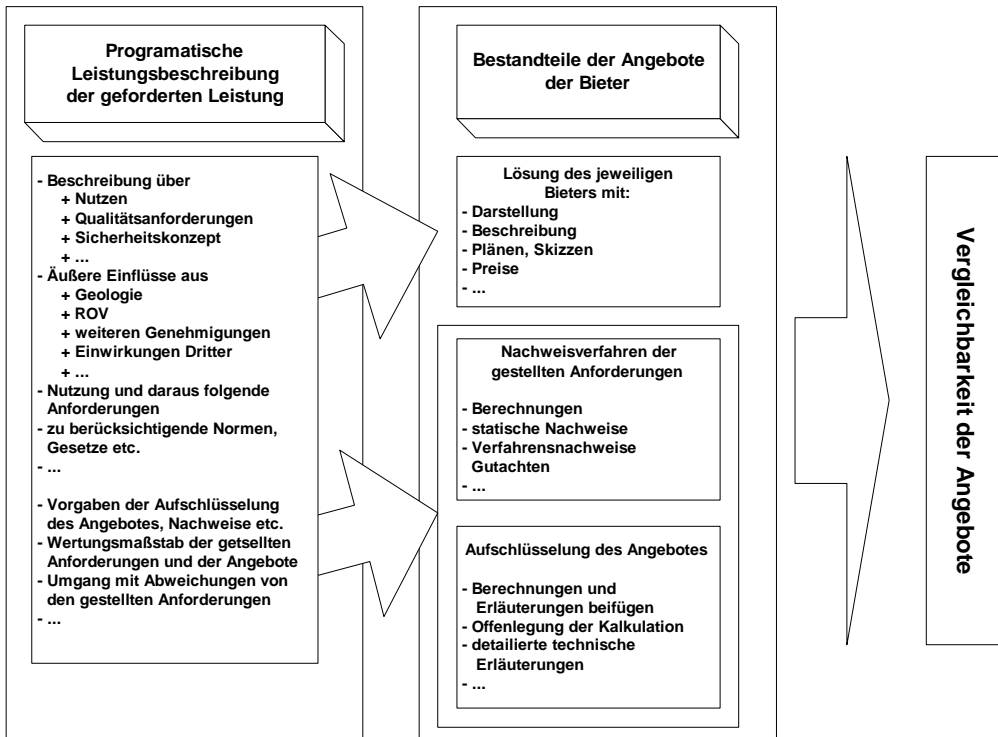 Programatische
Leistungsbeschreibung
der geforderten Leistung
- Beschreibung über
+ Nutzen
+ Qualitätsanforderungen
+ Sicherheitskonzept
+ ...
- Äußere Einflüsse aus
+ Geologie
+ ROV
+ weiteren Genehmigungen
+ Einwirkungen Dritter
+ ...
- Nutzung und daraus folgende
Anforderungen
- zu berücksichtigende Normen,
Gesetze etc.
- ...
- Vorgaben der Aufschlüsselung
des Angebotes, Nachweise etc.
- Wertungsmaßstab der getsellten
Anforderungen und der Angebote
- Umgang mit Abweichungen von
den gestellten Anforderungen
- ...
Bestandteile der Angebote
der Bieter
Lösung des jeweiligen
Bieters mit:
- Darstellung
- Beschreibung
- Plänen, Skizzen
- Preise
- ...
Nachweisverfahren der
gestellten Anforderungen
- Berechnungen
- statische Nachweise
- Verfahrensnachweise
Gutachten
- ...
Aufschlüsselung des Angebotes
- Berechnungen und
Erläuterungen beifügen
- Offenlegung der Kalkulation
- detailierte technische
Erläuterungen
- ...
Vergleichbarkeit der Angebote